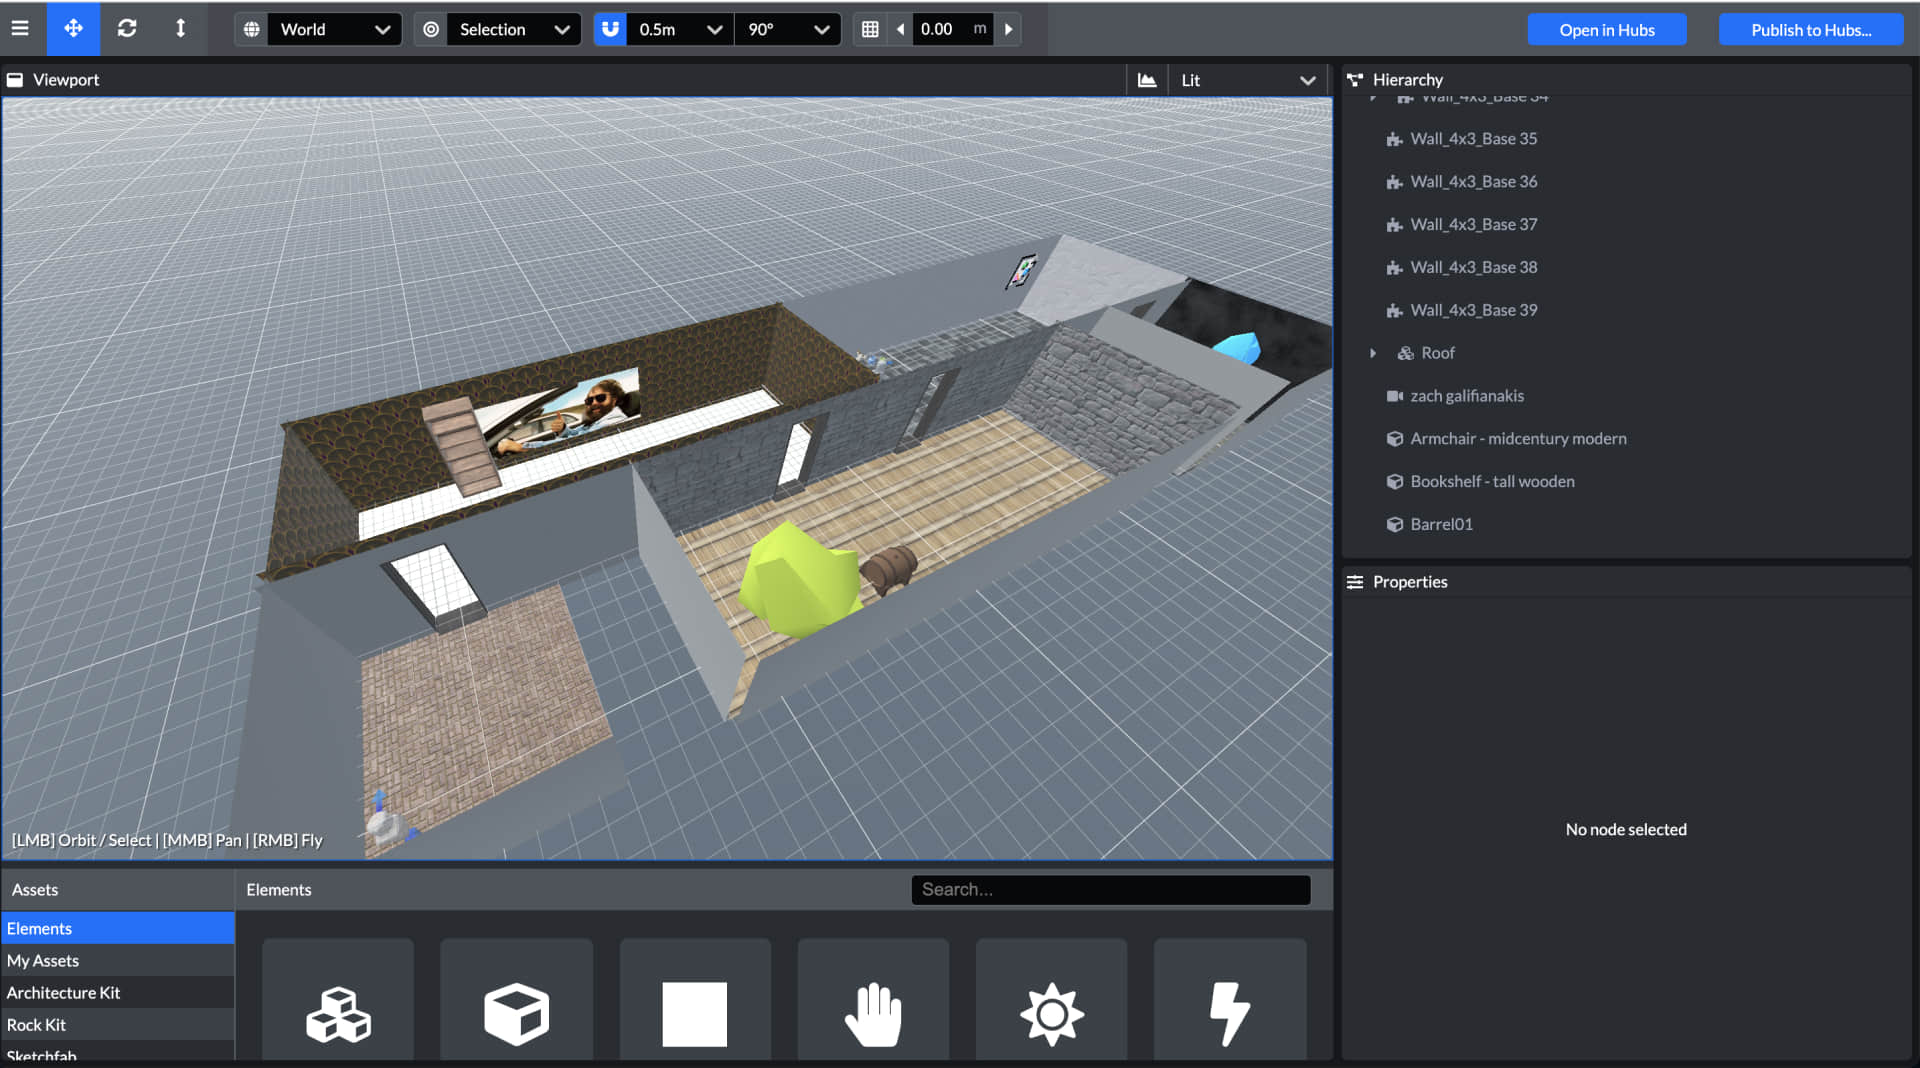 World
Selection
0.5m
90°
0.00 m
Open in Hubs
Publish to Hubs...
Viewport
Lit
Hierarchy
Wall_4x3_Base 34
Wall_4x3_Base 35
Wall_4x3_Base 36
Wall_4x3_Base 37
Wall_4x3_Base 38
Wall_4x3_Base 39
Roof
zach galifianakis
Armchair - midcentury modern
Bookshelf - tall wooden
Barrel01
Properties
No node selected
[LMB] Orbit / Select | [MMB] Pan | [RMB] Fly
Assets
Elements
Search...
Elements
My Assets
Architecture Kit
Rock Kit
Sketchfab